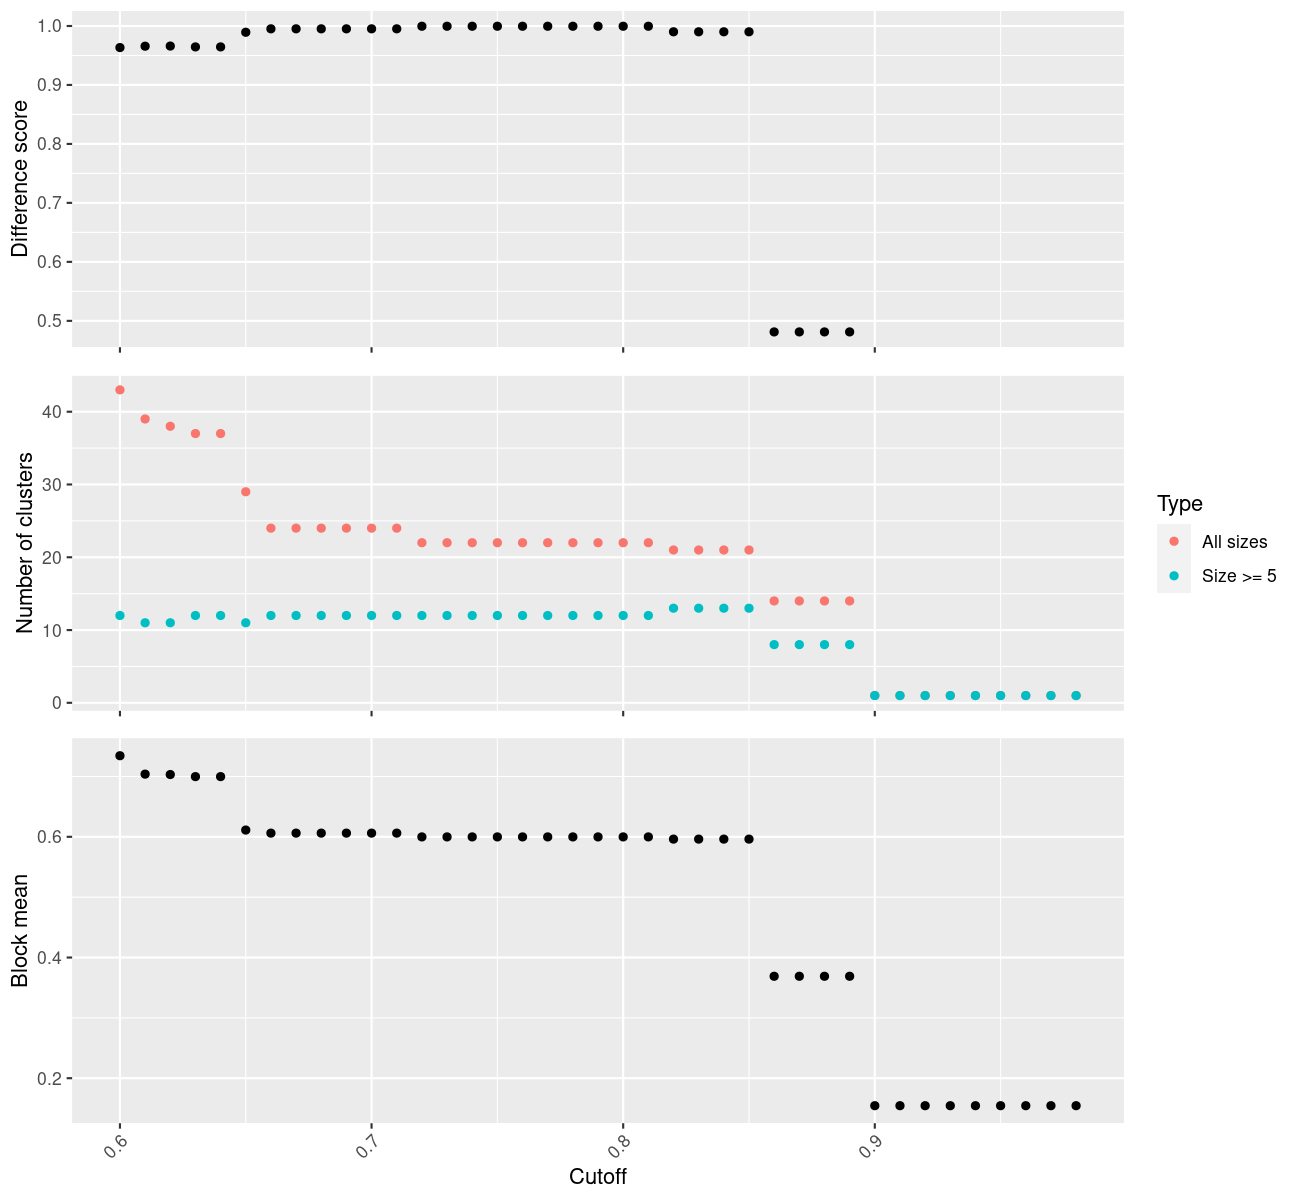 1.0
0.9
0.8
0.7
0.6
0.5
Difference score
40
30
20
10
0
Number of clusters
Type
All sizes
Size >= 5
0.6
0.4
0.2
Block mean
0.6
0.7
0.8
0.9
Cutoff